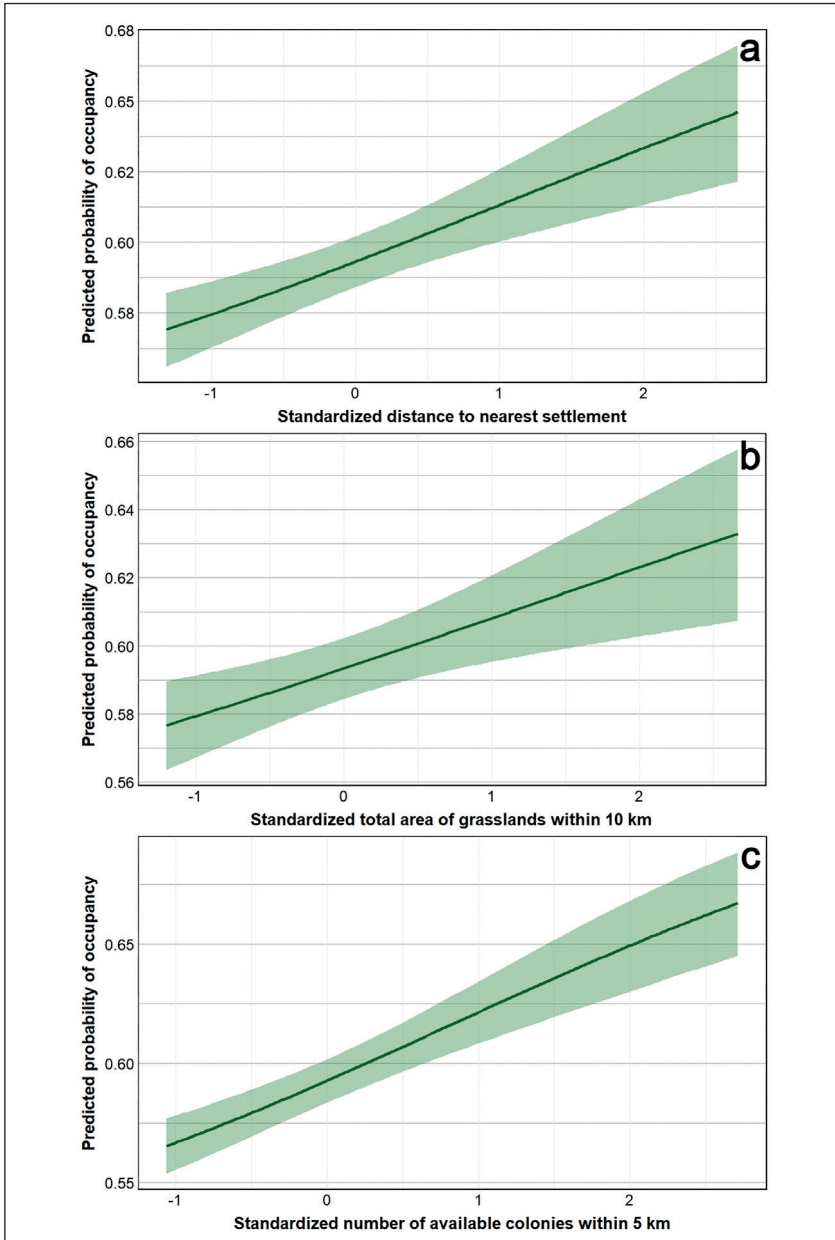 a
Predicted probability of occupancy
0.68
0.65
0.62
0.60
0.58
-1 0 1 2
Standardized distance to nearest settlement
b
Predicted probability of occupancy
0.66
0.64
0.62
0.60
0.58
0.56
-1 0 1 2
Standardized total area of grasslands within 10 km
c
Predicted probability of occupancy
0.65
0.60
0.55
-1 0 1 2
Standardized number of available colonies within 5 km